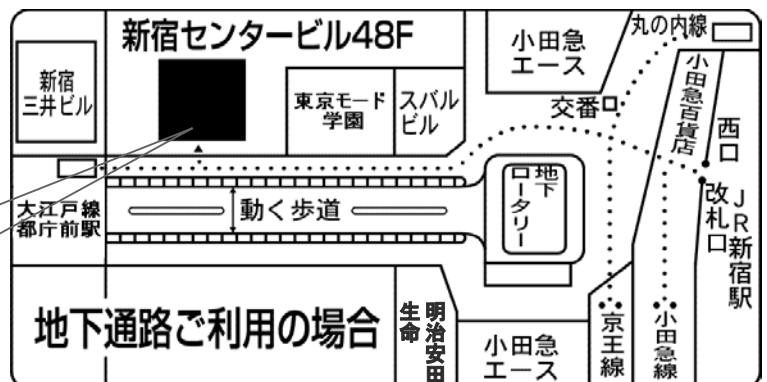 新宿センタービル48F
丸の内線
小田急
エース
小田急百貨店
新宿
三井ビル
東京モード
学園
スバル
ビル
交番
西口
改札口
JR新宿駅
地下
ロータリー
大江戸線
都庁前駅
動く歩道
地下通路ご利用の場合
明治安田
生命
小田急
エース
京王線
小田急線